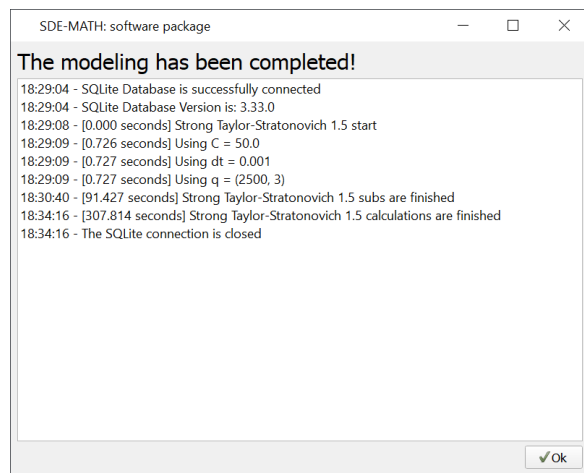 SDE-MATH: software package
The modeling has been completed!
18:29:04 - SQLite Database is successfully connected
18:29:04 - SQLite Database Version is: 3.33.0
18:29:08 - [0.000 seconds] Strong Taylor-Stratonovich 1.5 start
18:29:09 - [0.726 seconds] Using C = 50.0
18:29:09 - [0.727 seconds] Using dt = 0.001
18:29:09 - [0.727 seconds] Using q = (2500, 3)
18:30:40 - [91.427 seconds] Strong Taylor-Stratonovich 1.5 subs are finished
18:34:16 - [307.814 seconds] Strong Taylor-Stratonovich 1.5 calculations are finished
18:34:16 - The SQLite connection is closed
Ok